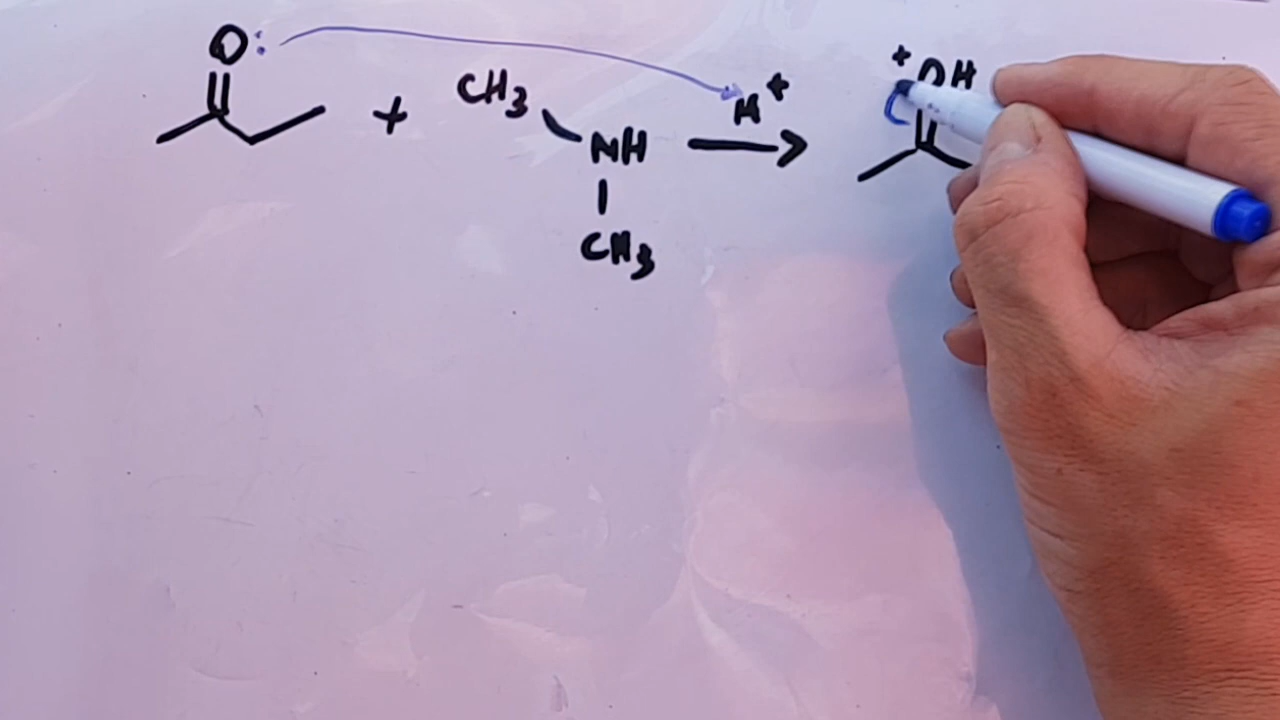 O: + CH3 NH CH3 H+ + OH